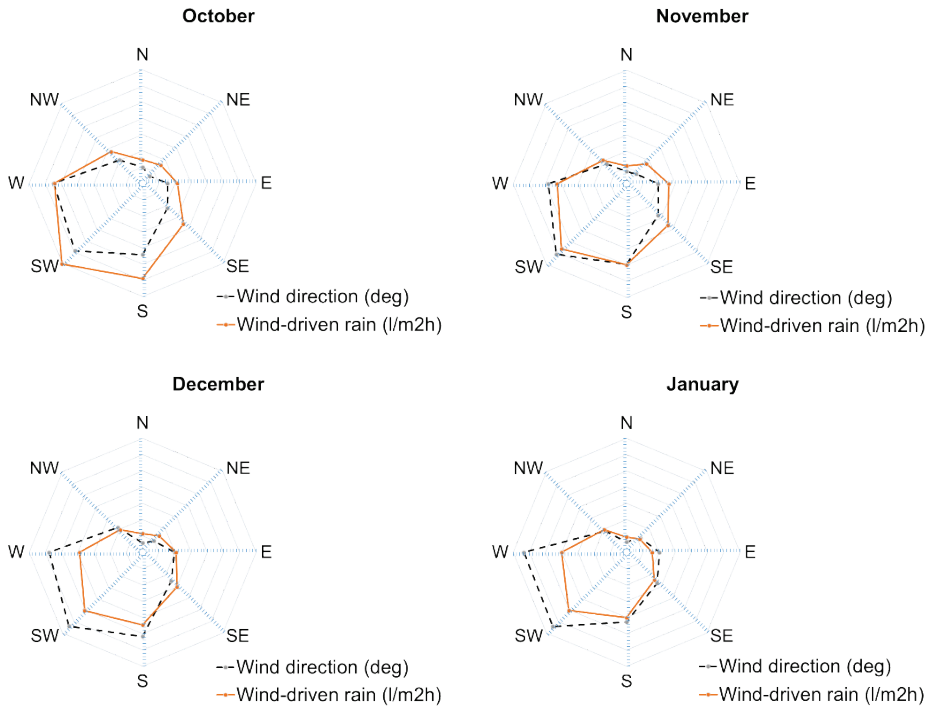 October
N
NW
NE
W
E
SW
SE
S
Wind direction (deg)
Wind-driven rain (l/m2h)
November
N
NW
NE
W
E
SW
SE
S
Wind direction (deg)
Wind-driven rain (l/m2h)
December
N
NW
NE
W
E
SW
SE
S
Wind direction (deg)
Wind-driven rain (l/m2h)
January
N
NW
NE
W
E
SW
SE
S
Wind direction (deg)
Wind-driven rain (l/m2h)